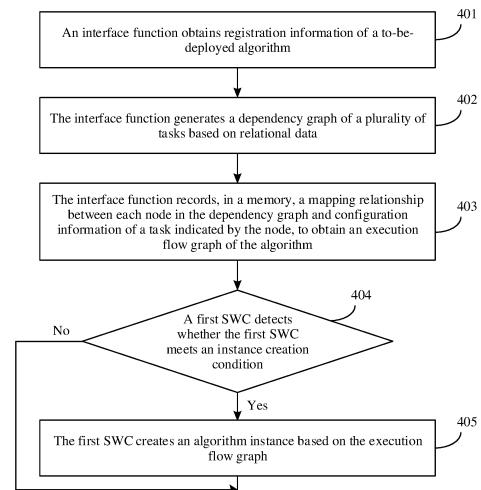 401
An interface function obtains registration information of a to-be-
deployed algorithm
402
The interface function generates a dependency graph of a plurality of
tasks based on relational data
403
The interface function records, in a memory, a mapping relationship
between each node in the dependency graph and configuration
information of a task indicated by the node, to obtain an execution
flow graph of the algorithm
404
A first SWC detects
whether the first SWC
meets an instance creation
condition
No
Yes
405
The first SWC creates an algorithm instance based on the execution
flow graph